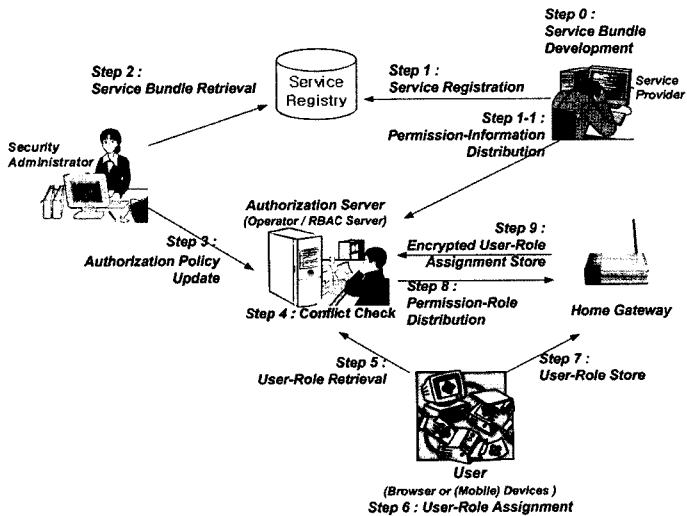 Step 0 :
Service Bundle
Development
Step 2 :
Service Bundle Retrieval
Service
Registry
Step 1 :
Service Registration
Service
Provider
Step 1-1 :
Permission-Information
Distribution
Security
Administrator
Authorization Server
(Operator / RBAC Server)
Step 3 :
Authorization Policy
Update
Step 9 :
Encrypted User-Role
Assignment Store
Step 4 : Conflict Check
Step 8 :
Permission-Role
Distribution
Home Gateway
Step 5 :
User-Role Retrieval
Step 7 :
User-Role Store
User
(Browser or (Mobile) Devices )
Step 6 : User-Role Assignment